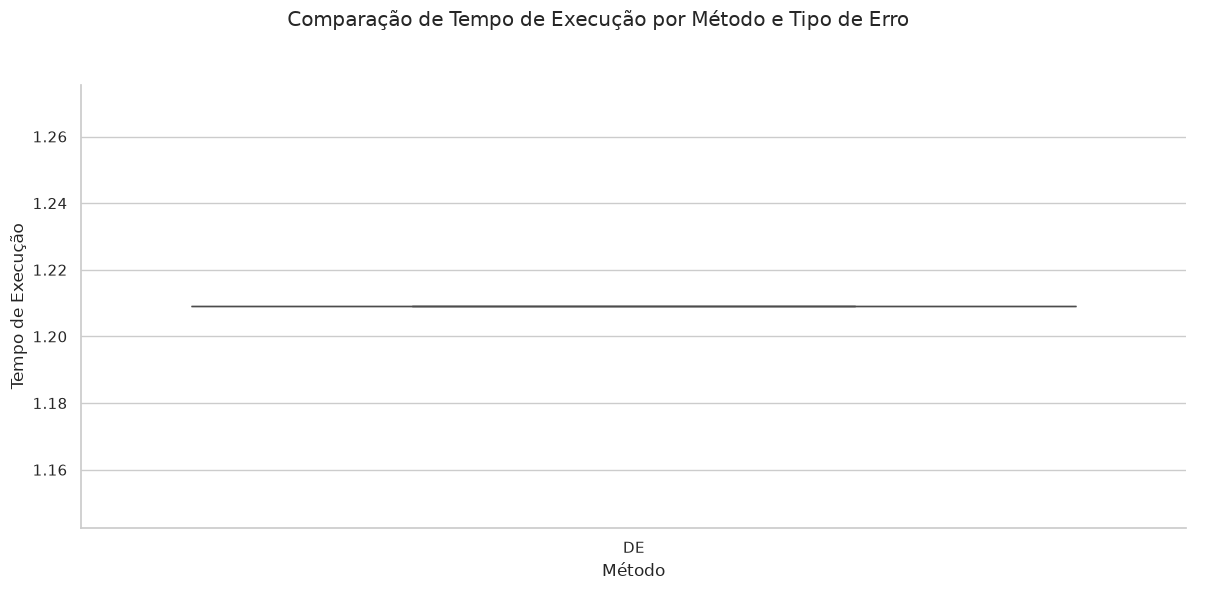 Comparação de Tempo de Execução por Método e Tipo de Erro
1.26
1.24
1.22
1.20
1.18
1.16
Tempo de Execução
DE
Método